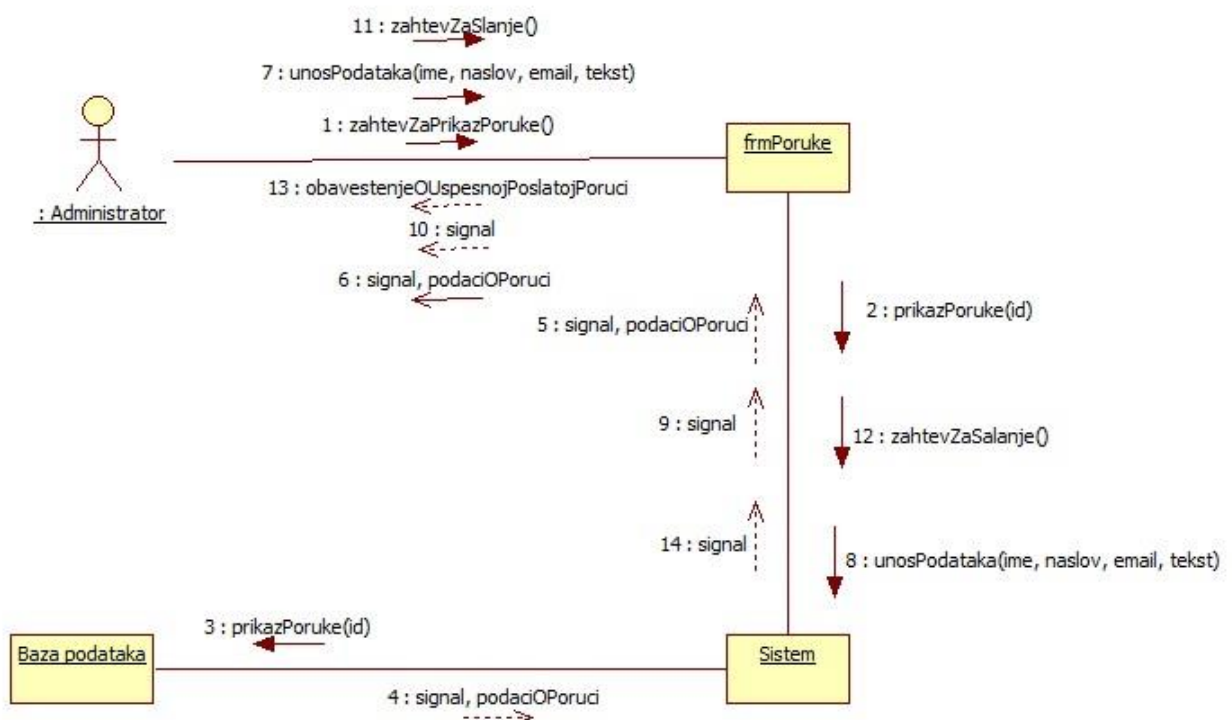 11 : zahtevZaSlanje()
7 : unosPodataka(ime, naslov, email, tekst)
1 : zahtevZaPrikazPoruke()
frmPoruke
: Administrator
13 : obavestenjeOUspesnojPoslatojPoruci
10 : signal
6 : signal, podaciOPoruci
5 : signal, podaciOPoruci
2 : prikazPoruke(id)
9 : signal
12 : zahtevZaSalanje()
14 : signal
8 : unosPodataka(ime, naslov, email, tekst)
3 : prikazPoruke(id)
Baza podataka
Sistem
4 : signal, podaciOPoruci